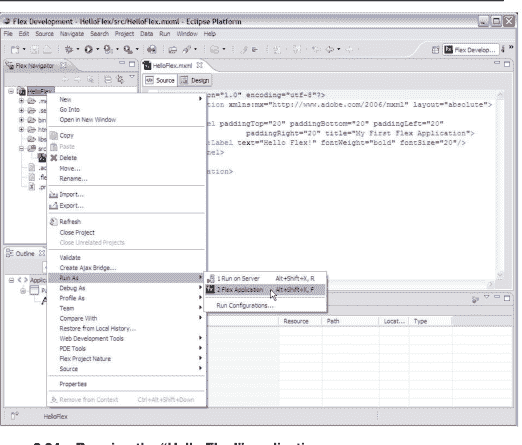 Flex Development - HelloFlex/src/HelloFlex.mxml - Eclipse Platform
File Edit Source Navigate Search Project Data Run Window Help
Flex Develop...
Flex Navigator
HelloFlex.mxml
Source Design
HelloFlex
on="1.0" encoding="utf-8"?>
tion xmlns:mx="http://www.adobe.com/2006/mxml" layout="absolute">
el paddingTop="20" paddingBottom="20" paddingLeft="20"
paddingRight="20" title="My First Flex Application">
:Label text="Hello Flex!" fontWeight="bold" fontSize="20"/>
nel>
ation>
bin
src
New
Go Into
Open in New Window
Copy
Paste
Delete
Move...
Rename...
Import...
Export...
Refresh
Close Project
Close Unrelated Projects
Validate
Create Ajax Bridge...
Run As
Debug As
Profile As
Team
Compare With
Restore from Local History...
Web Development Tools
PDE Tools
Flex Project Nature
Source
Properties
Remove from Context Ctrl+Alt+Shift+Down
1 Run on Server Alt+Shift+X, R
2 Flex Application Alt+Shift+X, F
Run Configurations...
Outline
Applic
Resource Path Locat... Type
HelloFlex